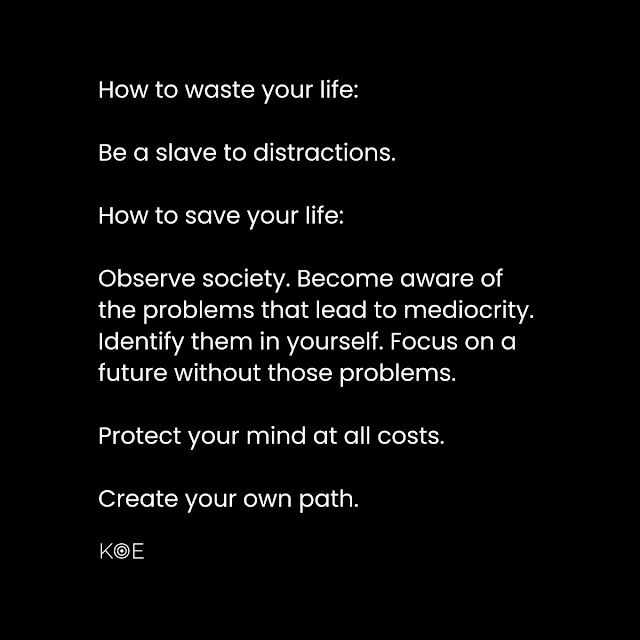 How to waste your life:
Be a slave to distractions.
How to save your life:
Observe society. Become aware of
the problems that lead to mediocrity.
Identify them in yourself. Focus on a
future without those problems.
Protect your mind at all costs.
Create your own path.
KOE